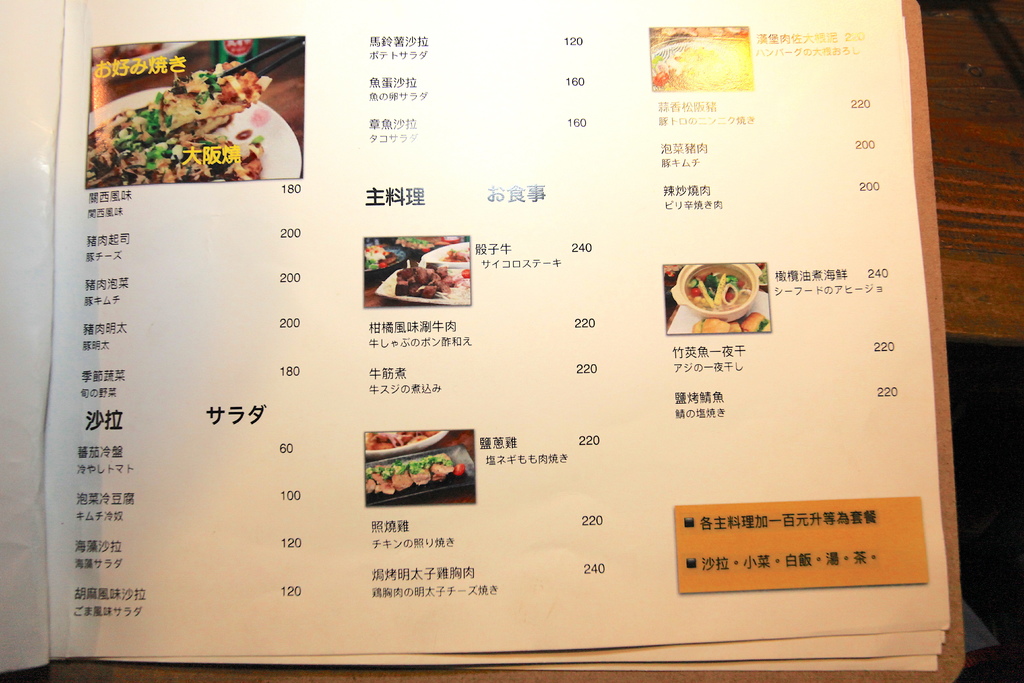 お好み焼き
大阪燒
關西風味 180
関西風味
豬肉起司 200
豚チーズ
豬肉泡菜 200
豚キムチ
豬肉明太 200
豚明太
季節蔬菜 180
旬の野菜
沙拉 サラダ
蕃茄冷盤 60
冷やしトマト
泡菜冷豆腐 100
キムチ冷奴
海藻沙拉 120
海藻サラダ
胡麻風味沙拉 120
ごま風味サラダ
馬鈴薯沙拉 120
ポテトサラダ
魚蛋沙拉 160
魚の卵サラダ
章魚沙拉 160
タコサラダ
主料理 お食事
骰子牛 240
サイコロステーキ
柑橘風味涮牛肉 220
牛しゃぶのポン酢和え
牛筋煮 220
牛スジの煮込み
鹽蔥雞 220
塩ネギもも肉焼き
照燒雞 220
チキンの照り焼き
焗烤明太子雞胸肉 240
鶏胸肉の明太子チーズ焼き
漢堡肉佐大根泥
ハンバーグの大根おろし
蒜香松阪豬 220
豚トロのニンニク焼き
泡菜豬肉 200
豚キムチ
辣炒燒肉 200
ピリ辛焼き肉
橄欖油煮海鮮 240
シーフードのアヒージョ
竹莢魚一夜干 220
アジの一夜干し
鹽烤鯖魚 220
鯖の塩焼き
各主料理加一百元升等為套餐
沙拉。小菜。白飯。湯。茶。